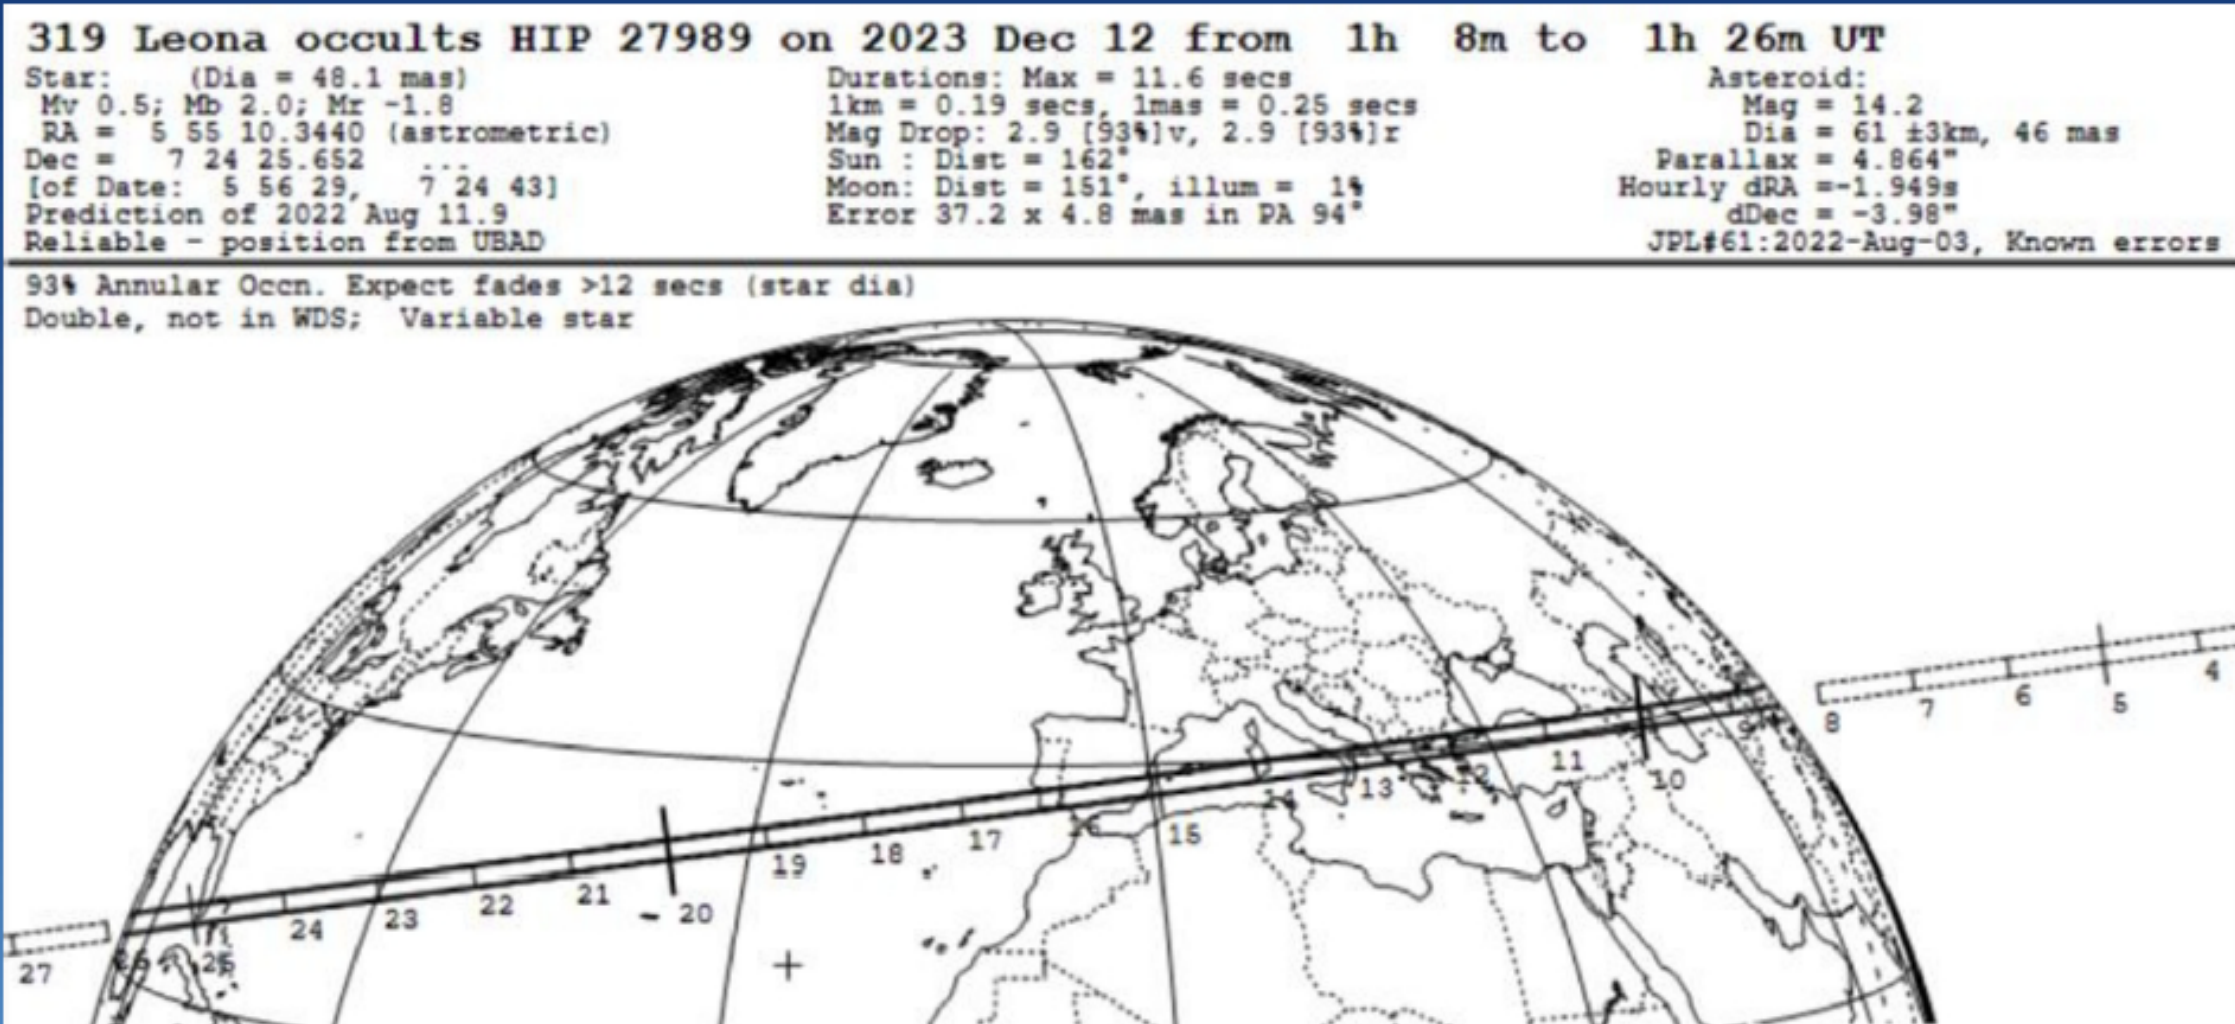 319 Leona occults HIP 27989 on 2023 Dec 12 from 1h 8m to 1h 26m UT
Star: (Dia = 48.1 mas)
Mv 0.5; Mb 2.0; Mr -1.8
RA = 5 55 10.3440 (astrometric)
Dec = 7 24 25.652 ...
[of Date: 5 56 29, 7 24 43]
Prediction of 2022 Aug 11.9
Reliable - position from UBAD
Durations: Max = 11.6 secs
1km = 0.19 secs, 1mas = 0.25 secs
Mag Drop: 2.9 [93%]v, 2.9 [93%]r
Sun : Dist = 162°
Moon: Dist = 151°, illum = 1%
Error 37.2 x 4.8 mas in PA 94°
Asteroid:
Mag = 14.2
Dia = 61 ±3km, 46 mas
Parallax = 4.864"
Hourly dRA =-1.949s
dDec = -3.98"
JPL#61:2022-Aug-03, Known errors
93% Annular Occn. Expect fades >12 secs (star dia)
Double, not in WDS; Variable star
4
5
6
7
8
9
10
11
12
13
14
15
16
17
18
19
20
21
22
23
24
25
26
27